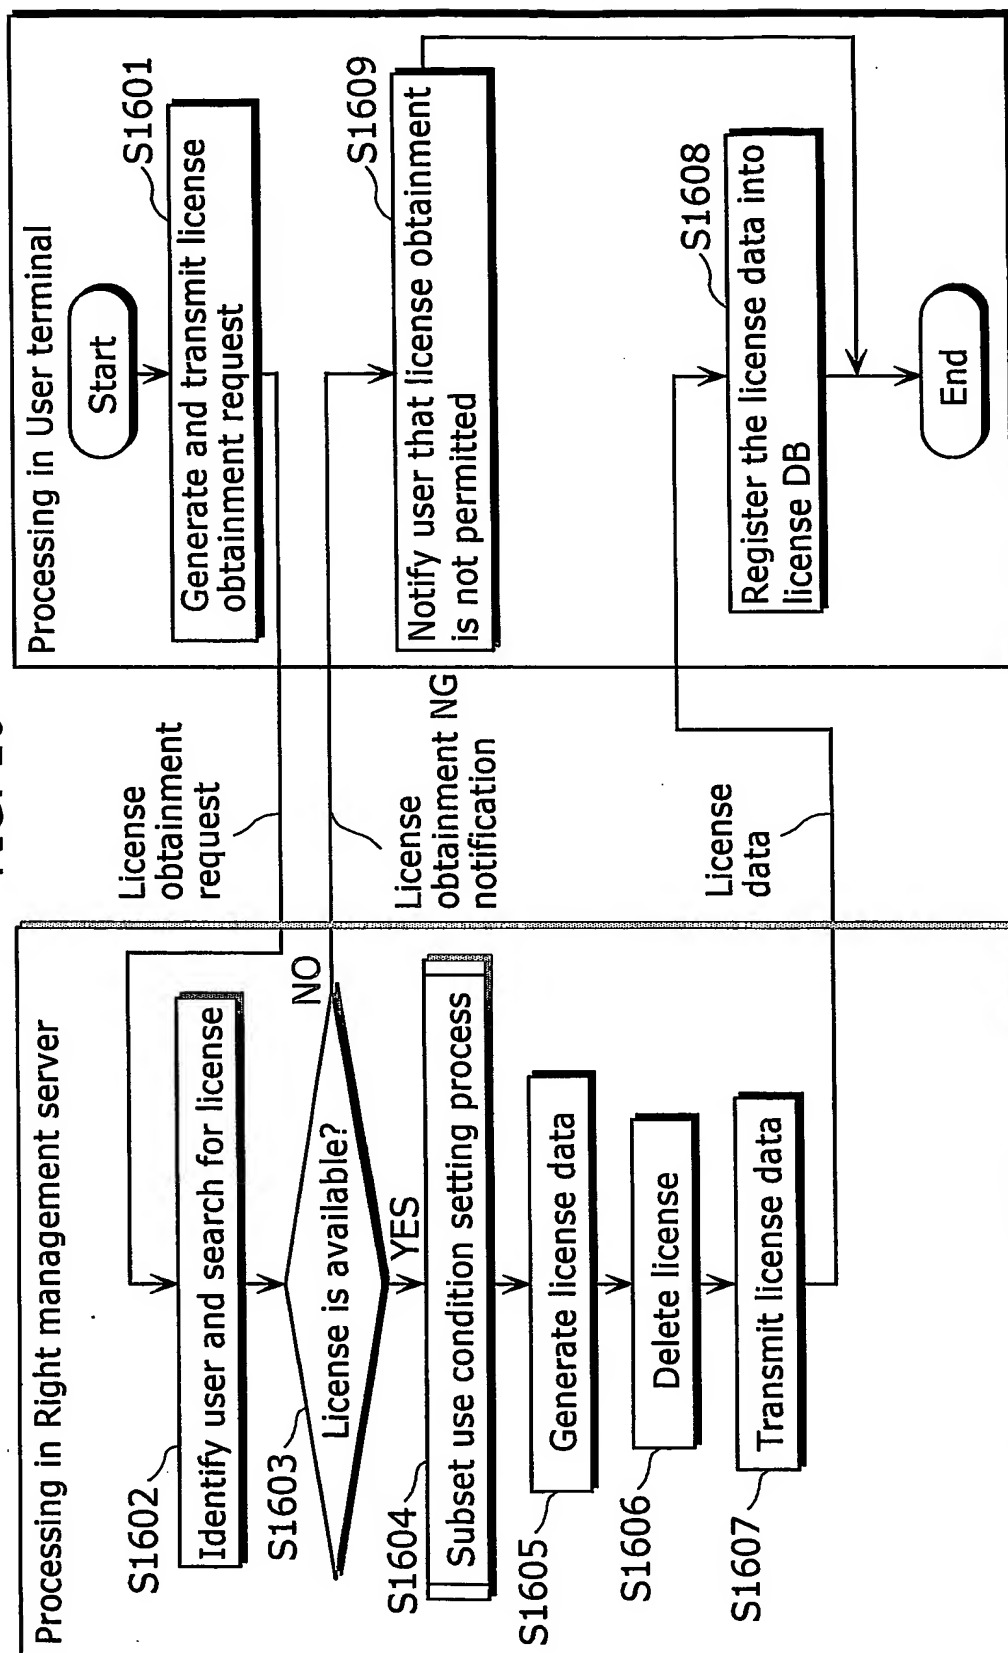 Processing in Right management server
S1602
Identify user and search for license
S1603
License is available?
NO
YES
S1604
Subset use condition setting process
S1605
Generate license data
S1606
Delete license
S1607
Transmit license data
License
obtainment
request
License
obtainment NG
notification
License
data
Processing in User terminal
Start
S1601
Generate and transmit license
obtainment request
S1609
Notify user that license obtainment
is not permitted
S1608
Register the license data into
license DB
End